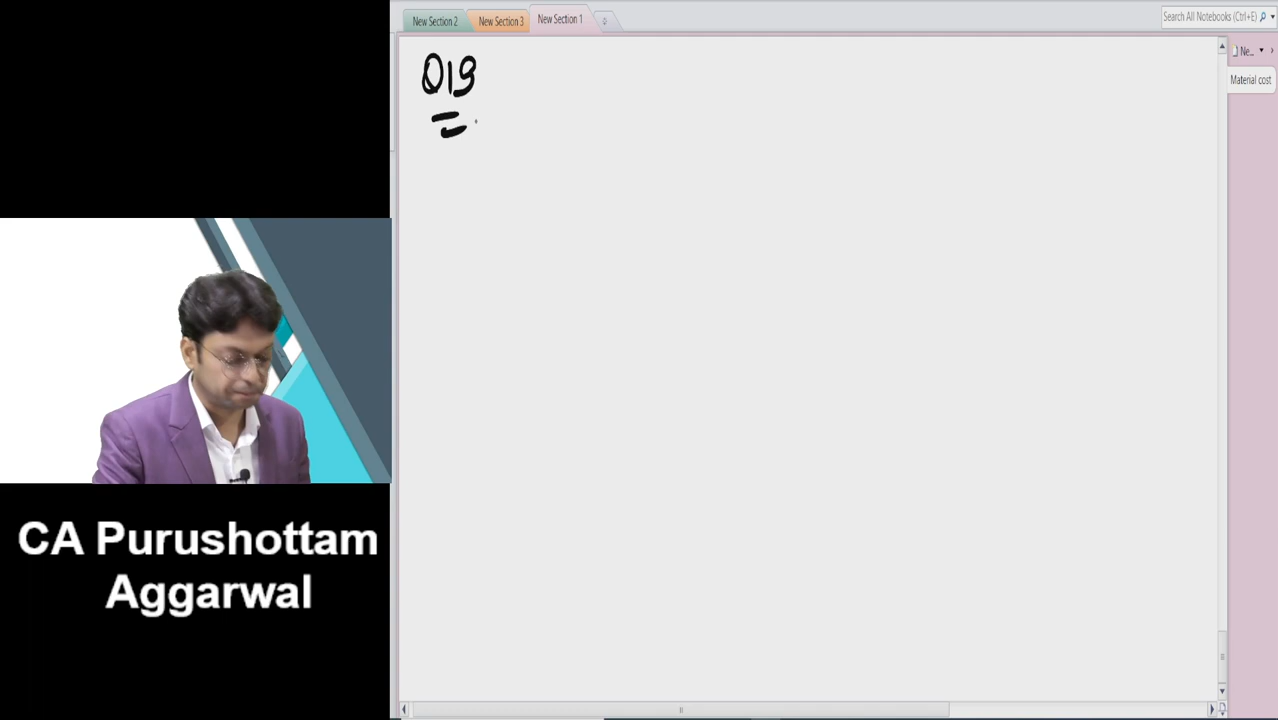 New Section 2
New Section 3
New Section 1
Search All Notebooks (Ctrl+E)
Ne...
Material cost
Q19
CA Purushottam
Aggarwal